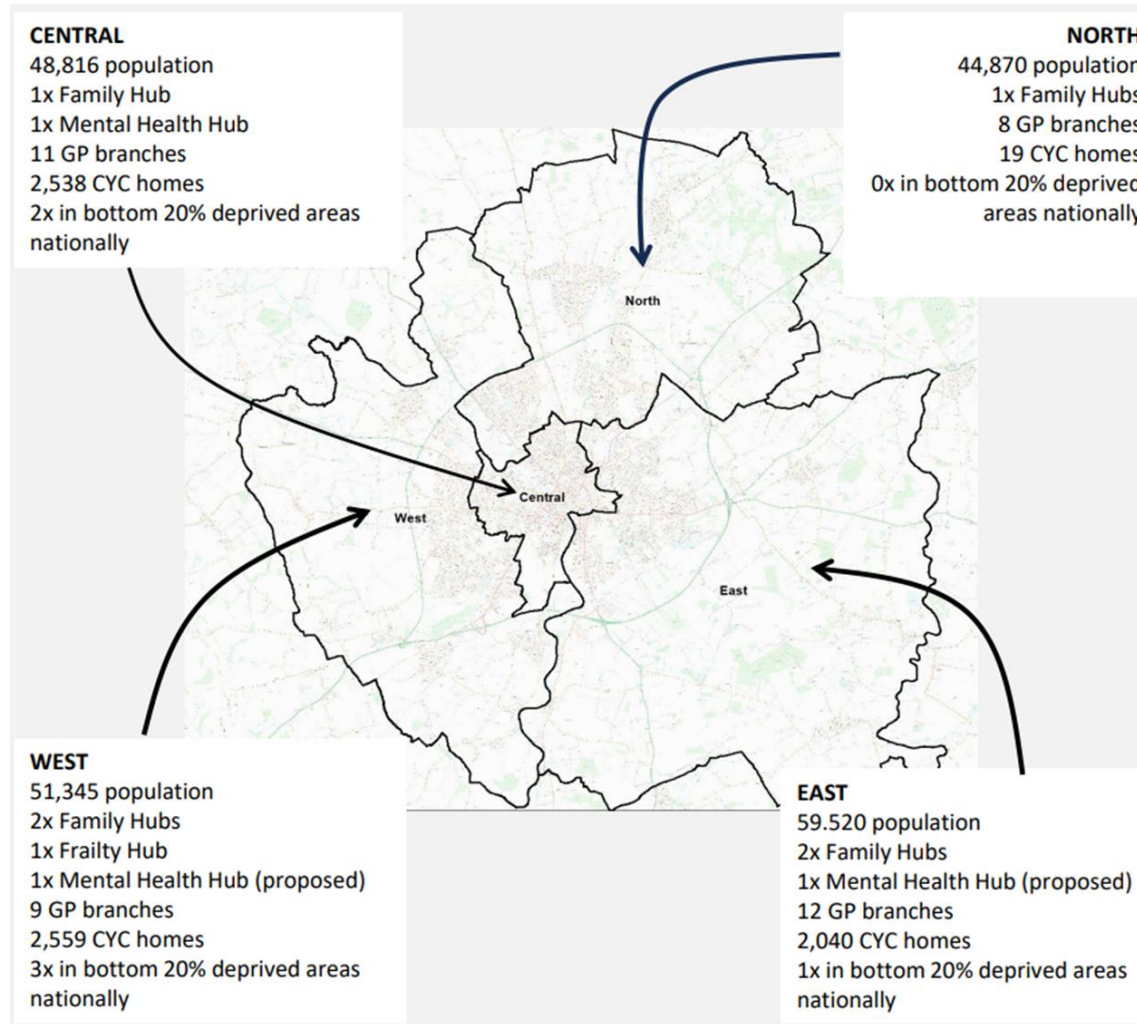 CENTRAL
48,816 population
1x Family Hub
1x Mental Health Hub
11 GP branches
2,538 CYC homes
2x in bottom 20% deprived areas
nationally
NORTH
44,870 population
1x Family Hubs
8 GP branches
19 CYC homes
0x in bottom 20% deprived
areas nationally
North
Central
West
East
WEST
51,345 population
2x Family Hubs
1x Frailty Hub
1x Mental Health Hub (proposed)
9 GP branches
2,559 CYC homes
3x in bottom 20% deprived areas
nationally
EAST
59.520 population
2x Family Hubs
1x Mental Health Hub (proposed)
12 GP branches
2,040 CYC homes
1x in bottom 20% deprived areas
nationally